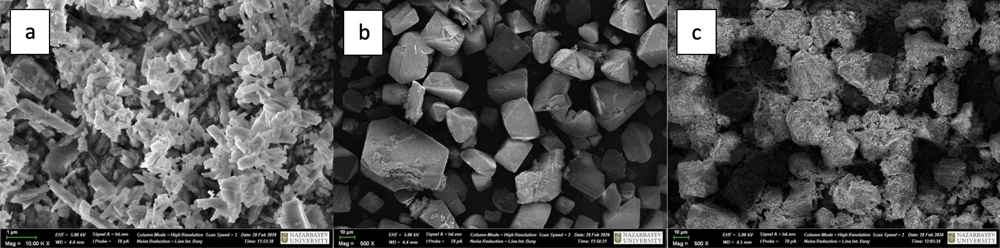 a
1 µm
Mag = 10.00 K X
EHT = 5.00 kV
WD = 4.4 mm
Signal A = InLens
I Probe = 70 pA
Column Mode = High Resolution Scan Speed = 3
Noise Reduction = Line Int. Busy
Date: 28 Feb 2024
Time: 11:52:38
NAZARBAYEV
UNIVERSITY
b
10 µm
Mag = 500 X
EHT = 5.00 kV
WD = 4.4 mm
Signal A = InLens
I Probe = 70 pA
Column Mode = High Resolution Scan Speed = 2
Noise Reduction = Line Int. Busy
Date: 28 Feb 2024
Time: 11:58:21
NAZARBAYEV
UNIVERSITY
c
10 µm
Mag = 500 X
EHT = 5.00 kV
WD = 4.5 mm
Signal A = InLens
I Probe = 70 pA
Column Mode = High Resolution Scan Speed = 2
Noise Reduction = Line Int. Busy
Date: 28 Feb 2024
Time: 12:05:24
NAZARBAYEV
UNIVERSITY